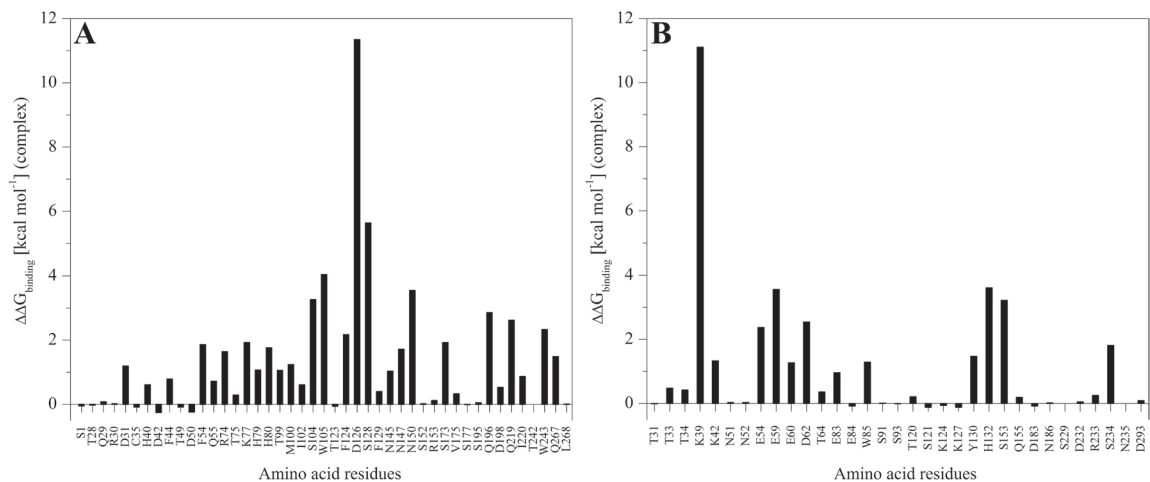 A
ΔΔG_binding [kcal mol⁻¹] (complex)
12
10
8
6
4
2
0
S1 T28 Q29 R30 D31 C35 H40 D42 F44 T49 D50 F54 Q55 R74 T75 K77 H79 H80 T99 M100 I102 S104 W105 T123 F124 D126 S128 F129 N145 N147 N150 S152 R153 S173 V175 S177 S195 Q196 D198 Q219 I220 T242 W243 Q267 L268
Amino acid residues
B
ΔΔG_binding [kcal mol⁻¹] (complex)
12
10
8
6
4
2
0
T31 T33 T34 K39 K42 N51 N52 E54 E59 E60 D62 T64 E83 E84 W85 S91 S93 T120 S121 K124 K127 Y130 H132 S153 Q155 D183 N186 S229 D232 R233 S234 N235 D293
Amino acid residues